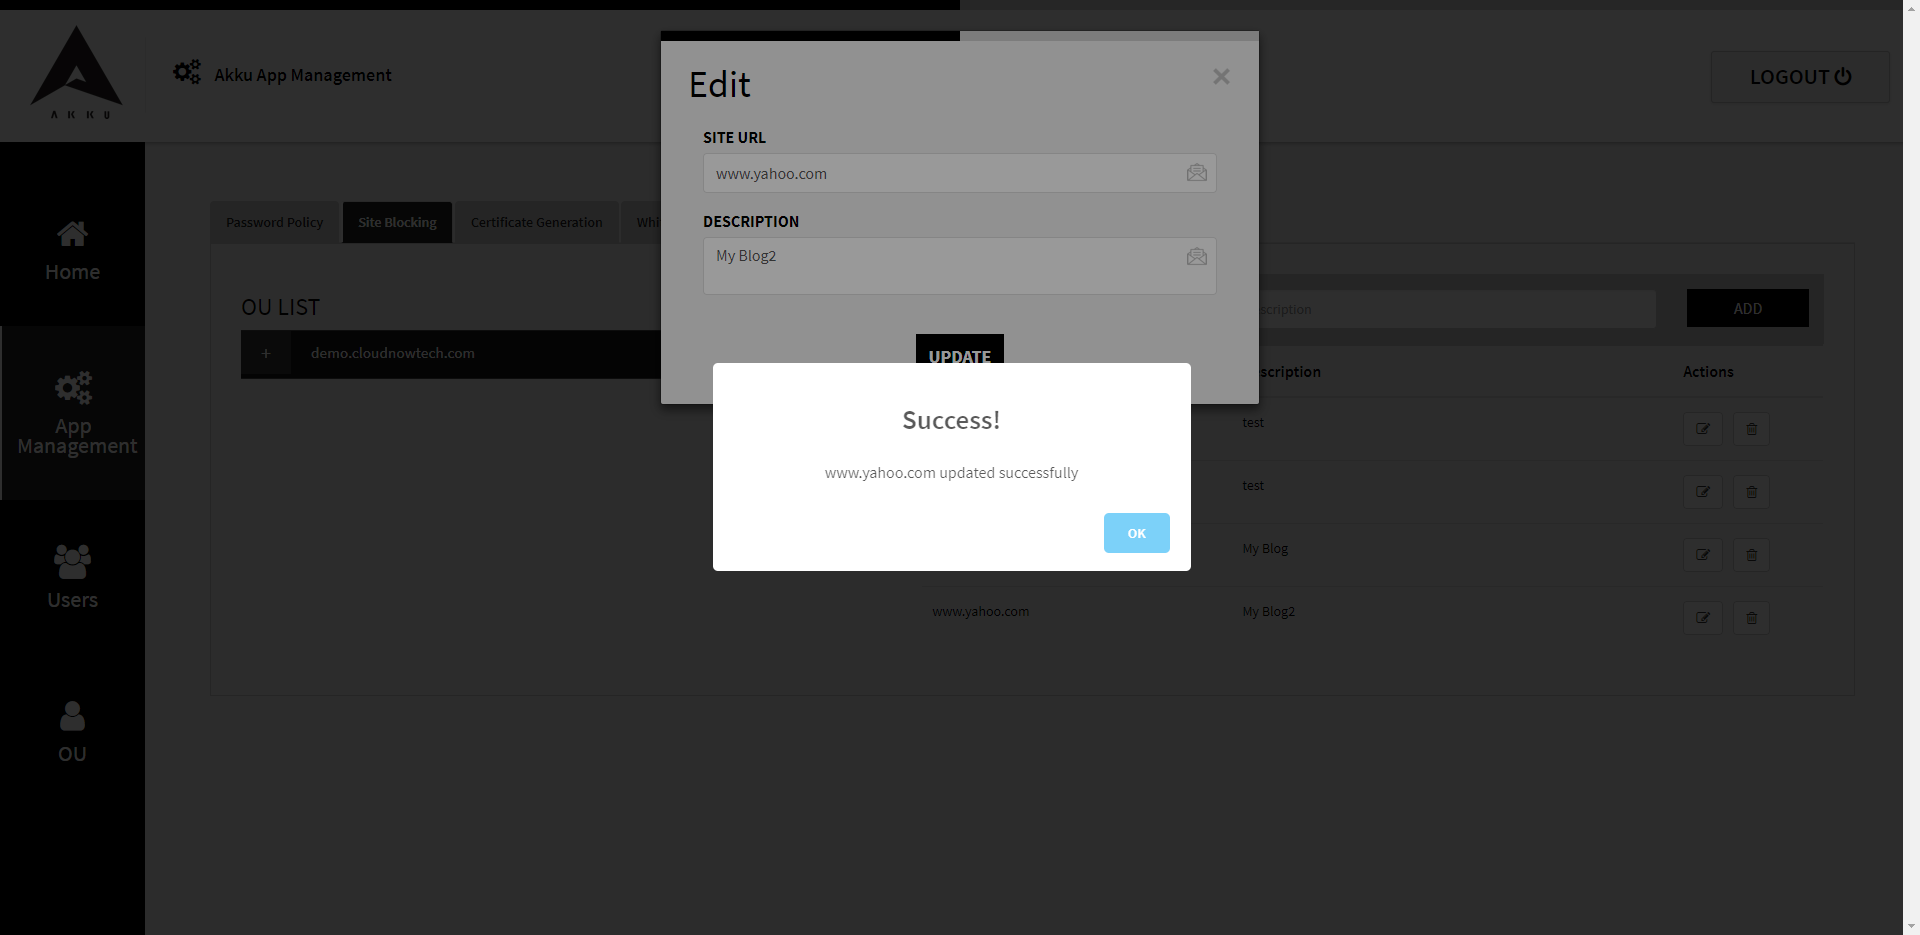 AKKU
Akku App Management
LOGOUT
Edit
SITE URL
www.yahoo.com
DESCRIPTION
My Blog2
UPDATE
Home
App
Management
Users
OU
Password Policy
Site Blocking
Certificate Generation
Whi
OU LIST
+
demo.cloudnowtech.com
scription
ADD
scription
Actions
test
test
My Blog
www.yahoo.com
My Blog2
Success!
www.yahoo.com updated successfully
OK